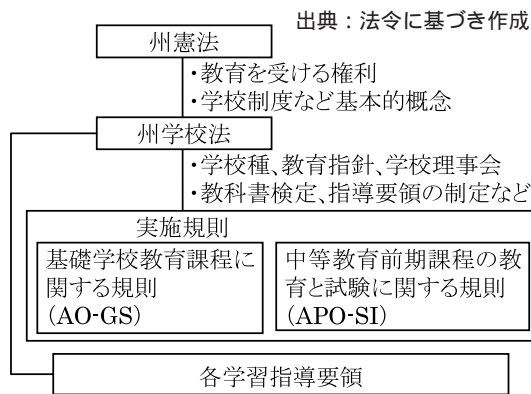 出典：法令に基づき作成
州憲法
・教育を受ける権利
・学校制度など基本的概念
州学校法
・学校種、教育指針、学校理事会
・教科書検定、指導要領の制定など
実施規則
基礎学校教育課程に
関する規則
(AO-GS)
中等教育前期課程の教
育と試験に関する規則
(APO-SI)
各学習指導要領